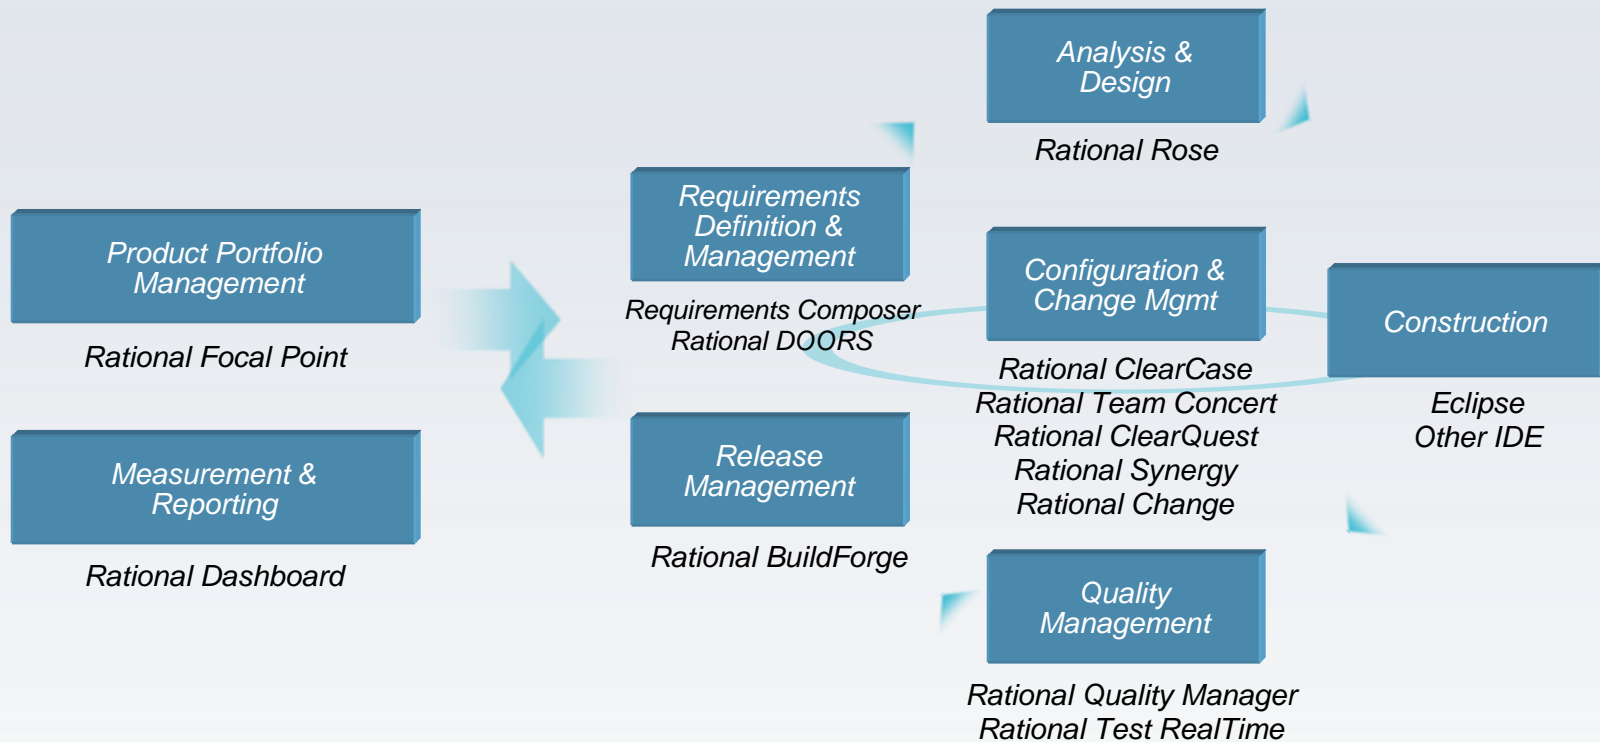 Product Portfolio
Management
Rational Focal Point
Measurement &
Reporting
Rational Dashboard
Requirements
Definition &
Management
Requirements Composer
Rational DOORS
Release
Management
Rational BuildForge
Analysis &
Design
Rational Rose
Configuration &
Change Mgmt
Rational ClearCase
Rational Team Concert
Rational ClearQuest
Rational Synergy
Rational Change
Quality
Management
Rational Quality Manager
Rational Test RealTime
Construction
Eclipse
Other IDE